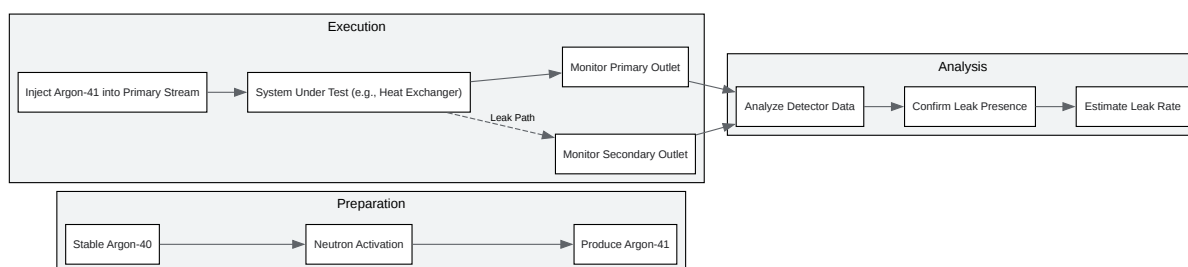 Execution
Inject Argon-41 into Primary Stream
System Under Test (e.g., Heat Exchanger)
Monitor Primary Outlet
Leak Path
Monitor Secondary Outlet
Analysis
Analyze Detector Data
Confirm Leak Presence
Estimate Leak Rate
Preparation
Stable Argon-40
Neutron Activation
Produce Argon-41